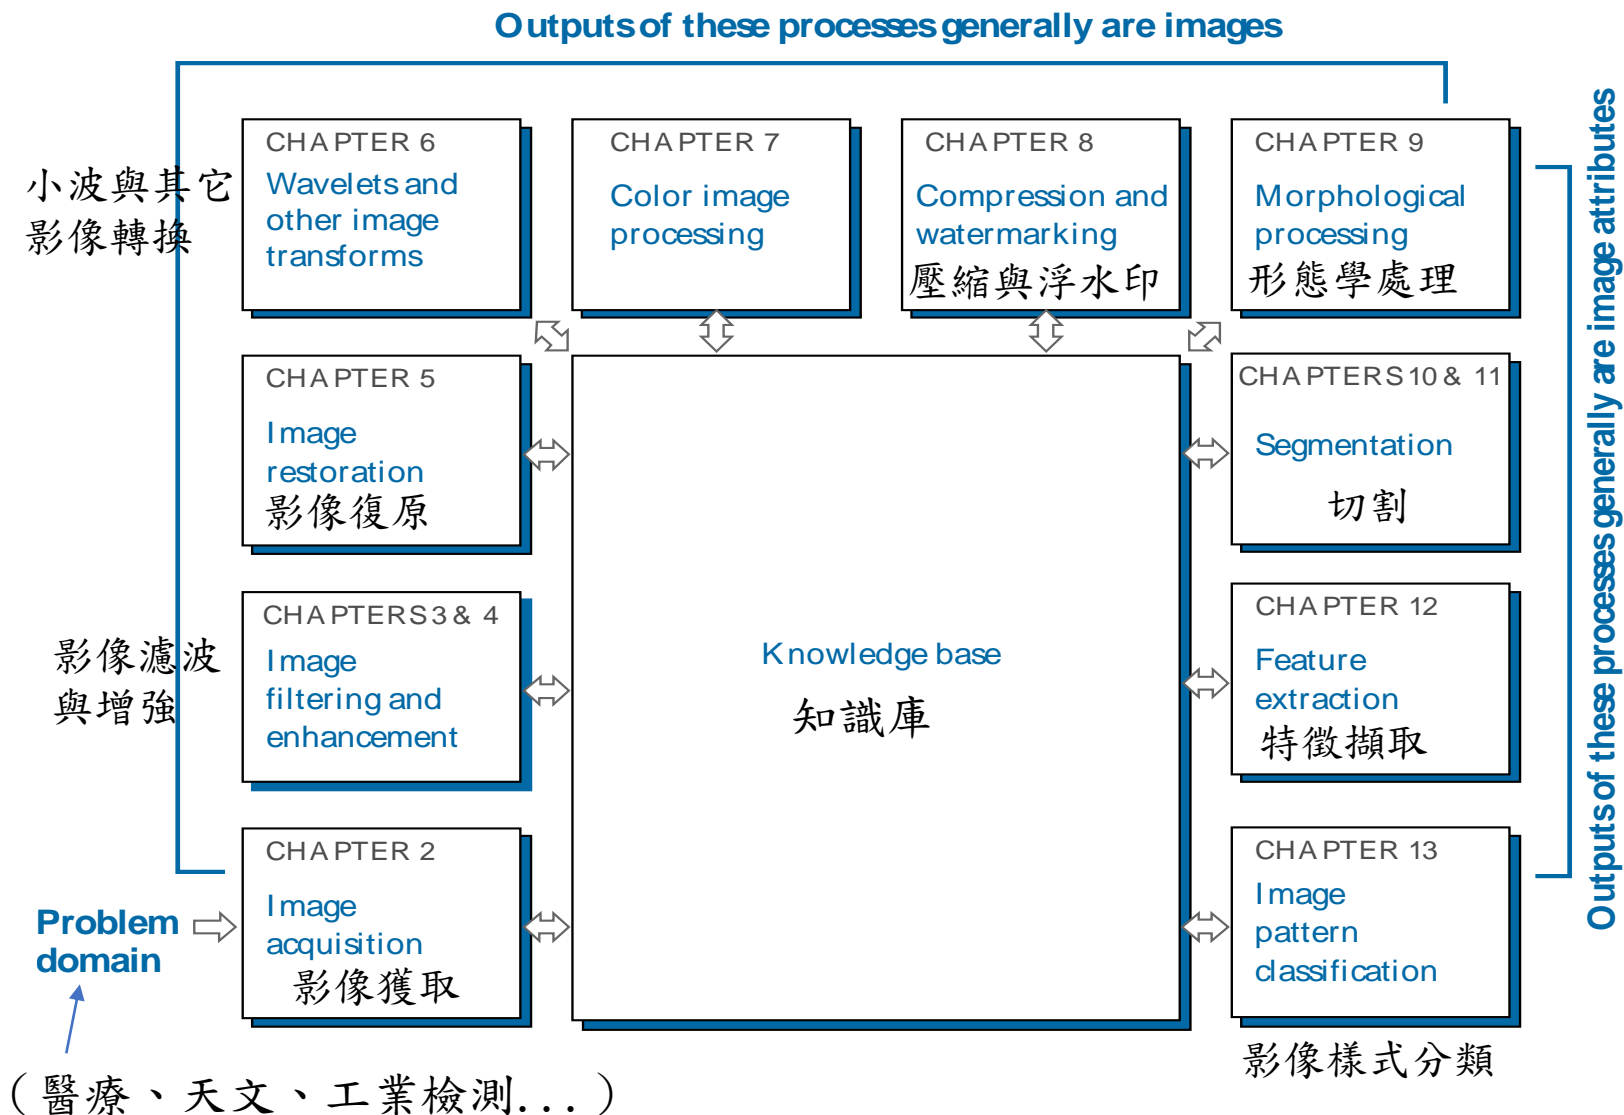 Outputs of these processes generally are images
CHAPTER 6
Wavelets and
other image
transforms
小波與其它
影像轉換
CHAPTER 7
Color image
processing
CHAPTER 8
Compression and
watermarking
壓縮與浮水印
CHAPTER 9
Morphological
processing
形態學處理
Outputs of these processes generally are image attributes
CHAPTER 5
Image
restoration
影像復原
CHAPTERS 10 & 11
Segmentation
切割
CHAPTERS 3 & 4
Image
filtering and
enhancement
影像濾波
與增強
Knowledge base
知識庫
CHAPTER 12
Feature
extraction
特徵擷取
CHAPTER 2
Image
acquisition
影像獲取
Problem
domain
CHAPTER 13
Image
pattern
classification
影像樣式分類
（醫療、天文、工業檢測...）